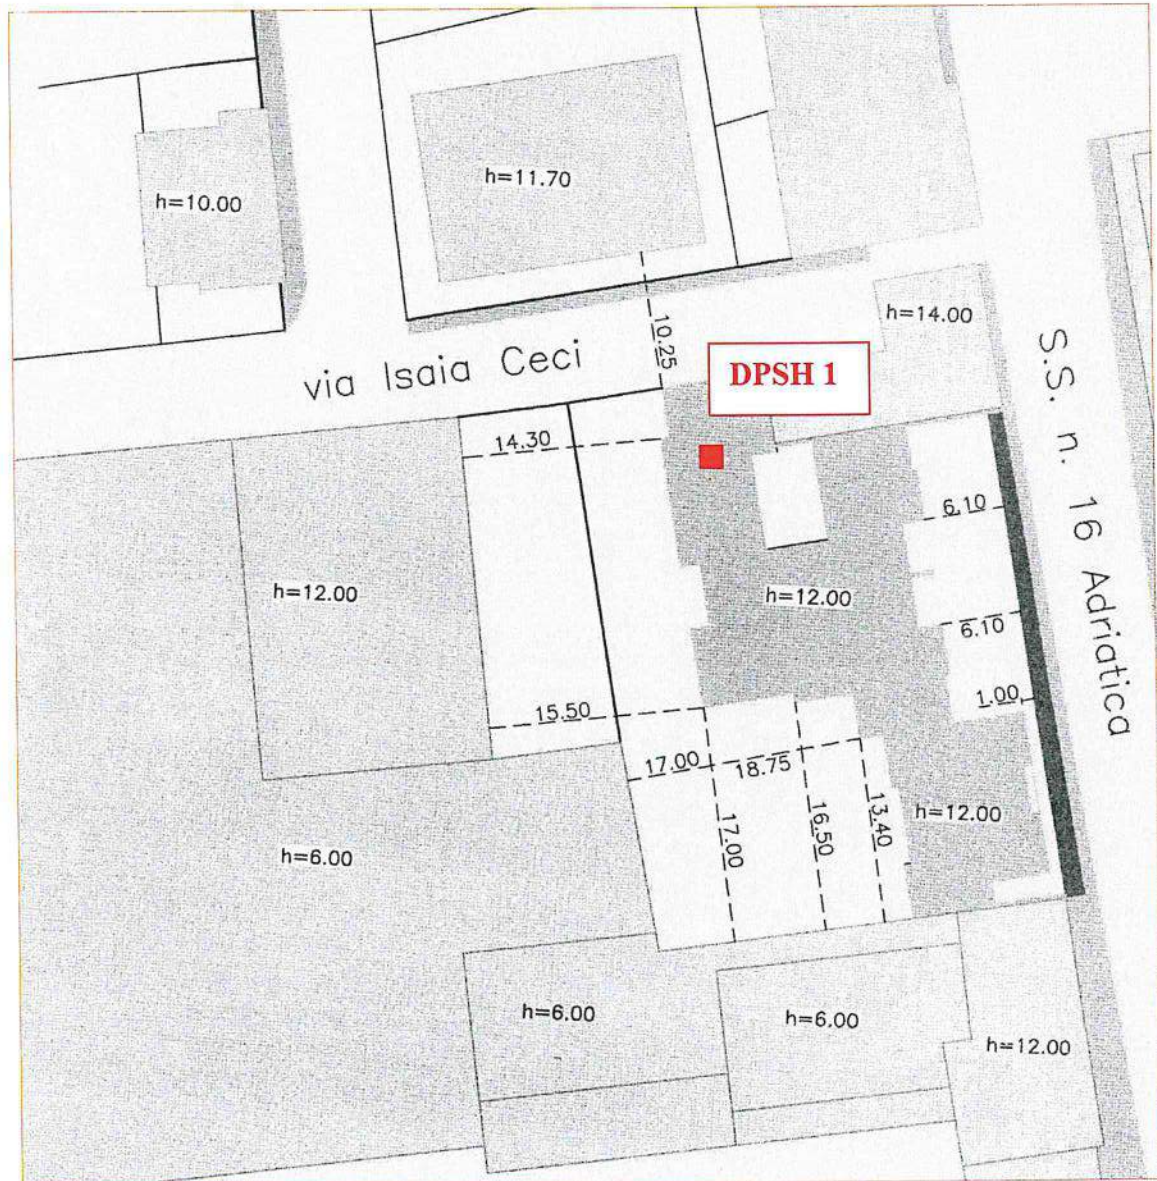 h=10.00
h=11.70
h=14.00
10.25
via Isaia Ceci
DPSH 1
S.S. n. 16 Adriatica
14.30
6.10
h=12.00
h=12.00
6.10
1.00
15.50
17.00
18.75
17.00
16.50
13.40
h=12.00
h=6.00
h=6.00
h=6.00
h=12.00